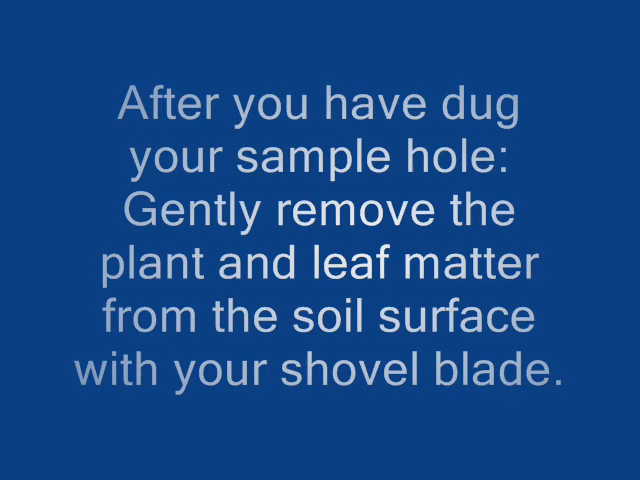 After you have dug
your sample hole:
Gently remove the
plant and leaf matter
from the soil surface
with your shovel blade.